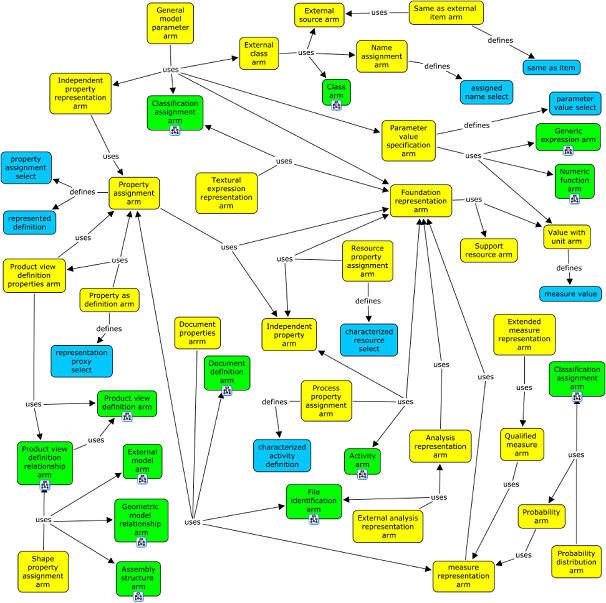 General
model
parameter
arm
External
source arm
uses
Same as external
item arm
defines
same as item
External
class
arm
uses
Name
assignment
arm
defines
assigned
name select
uses
Independent
property
representation
arm
Classification
assignment
arm
Class
arm
parameter
value select
Parameter
value
specification
arm
defines
Generic
expression arm
uses
Numeric
function
arm
uses
property
assignment
select
defines
Property
assignment
arm
uses
Textural
expression
representation
arm
Foundation
representation
arm
uses
represented
definition
Support
resource arm
Value with
unit arm
defines
measure value
uses
uses
uses
uses
uses
Resource
property
assignment
arm
defines
characterized
resource
select
Product view
definition
properties arm
Property as
definition arm
defines
representation
proxy
select
Document
properties
arm
Independent
property
arm
Document
definition
arm
Extended
measure
representation
arm
Classification
assignment
arm
uses
uses
uses
Process
property
assignment
arm
defines
uses
characterized
activity
definition
Activity
arm
Analysis
representation
arm
Qualified
measure
arm
uses
uses
uses
Product view
definition arm
Product view
definition
relationship
arm
uses
External
model
arm
uses
Geometric
model
relationship
arm
Shape
property
assignment
arm
Assembly
structure
arm
uses
File
identification
arm
uses
External analysis
representation
arm
Probability
arm
uses
Probability
distribution
arm
measure
representation
arm